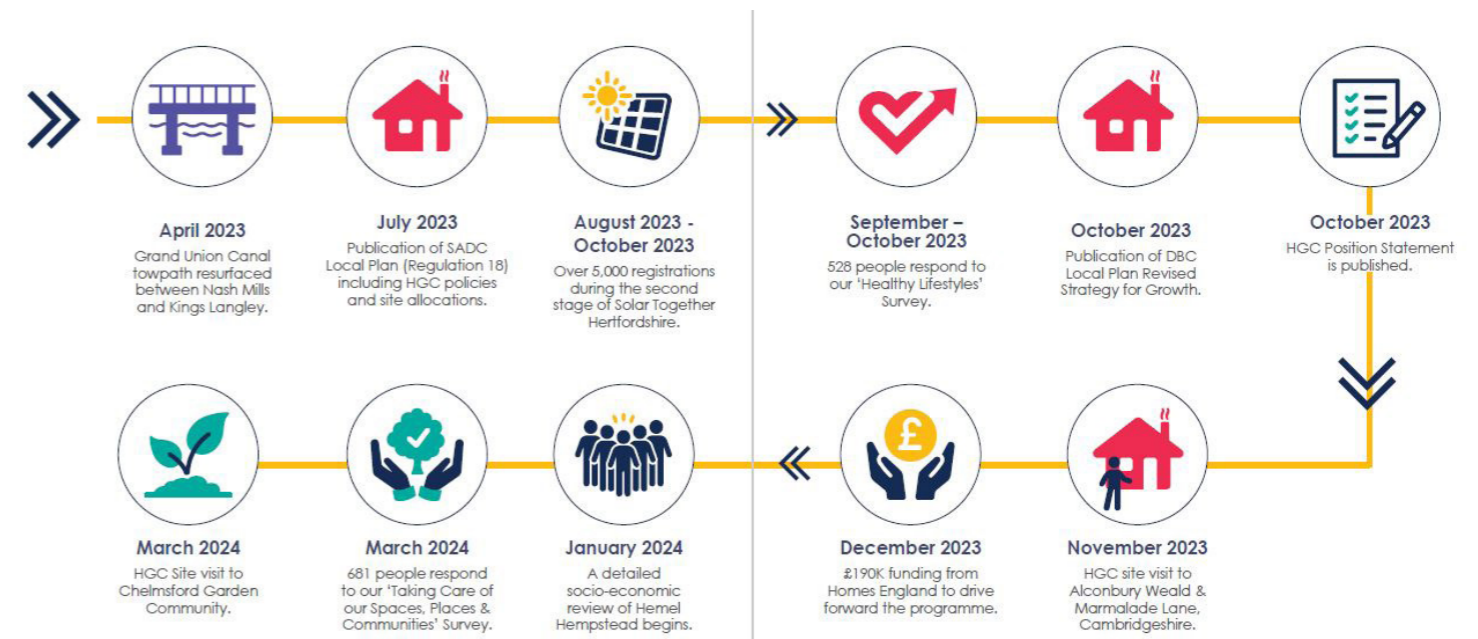 April 2023
Grand Union Canal
towpath resurfaced
between Nash Mills
and Kings Langley.
July 2023
Publication of SADC
Local Plan (Regulation 18)
including HGC policies
and site allocations.
August 2023 -
October 2023
Over 5,000 registrations
during the second
stage of Solar Together
Hertfordshire.
September –
October 2023
528 people respond to
our ‘Healthy Lifestyles’
Survey.
October 2023
Publication of DBC
Local Plan Revised
Strategy for Growth.
October 2023
HGC Position Statement
is published.
November 2023
HGC site visit to
Alconbury Weald &
Marmalade Lane,
Cambridgeshire.
£
December 2023
£190K funding from
Homes England to drive
forward the programme.
January 2024
A detailed
socio-economic
review of Hemel
Hempstead begins.
March 2024
681 people respond
to our ‘Taking Care of
our Spaces, Places &
Communities’ Survey.
March 2024
HGC Site visit to
Chelmsford Garden
Community.